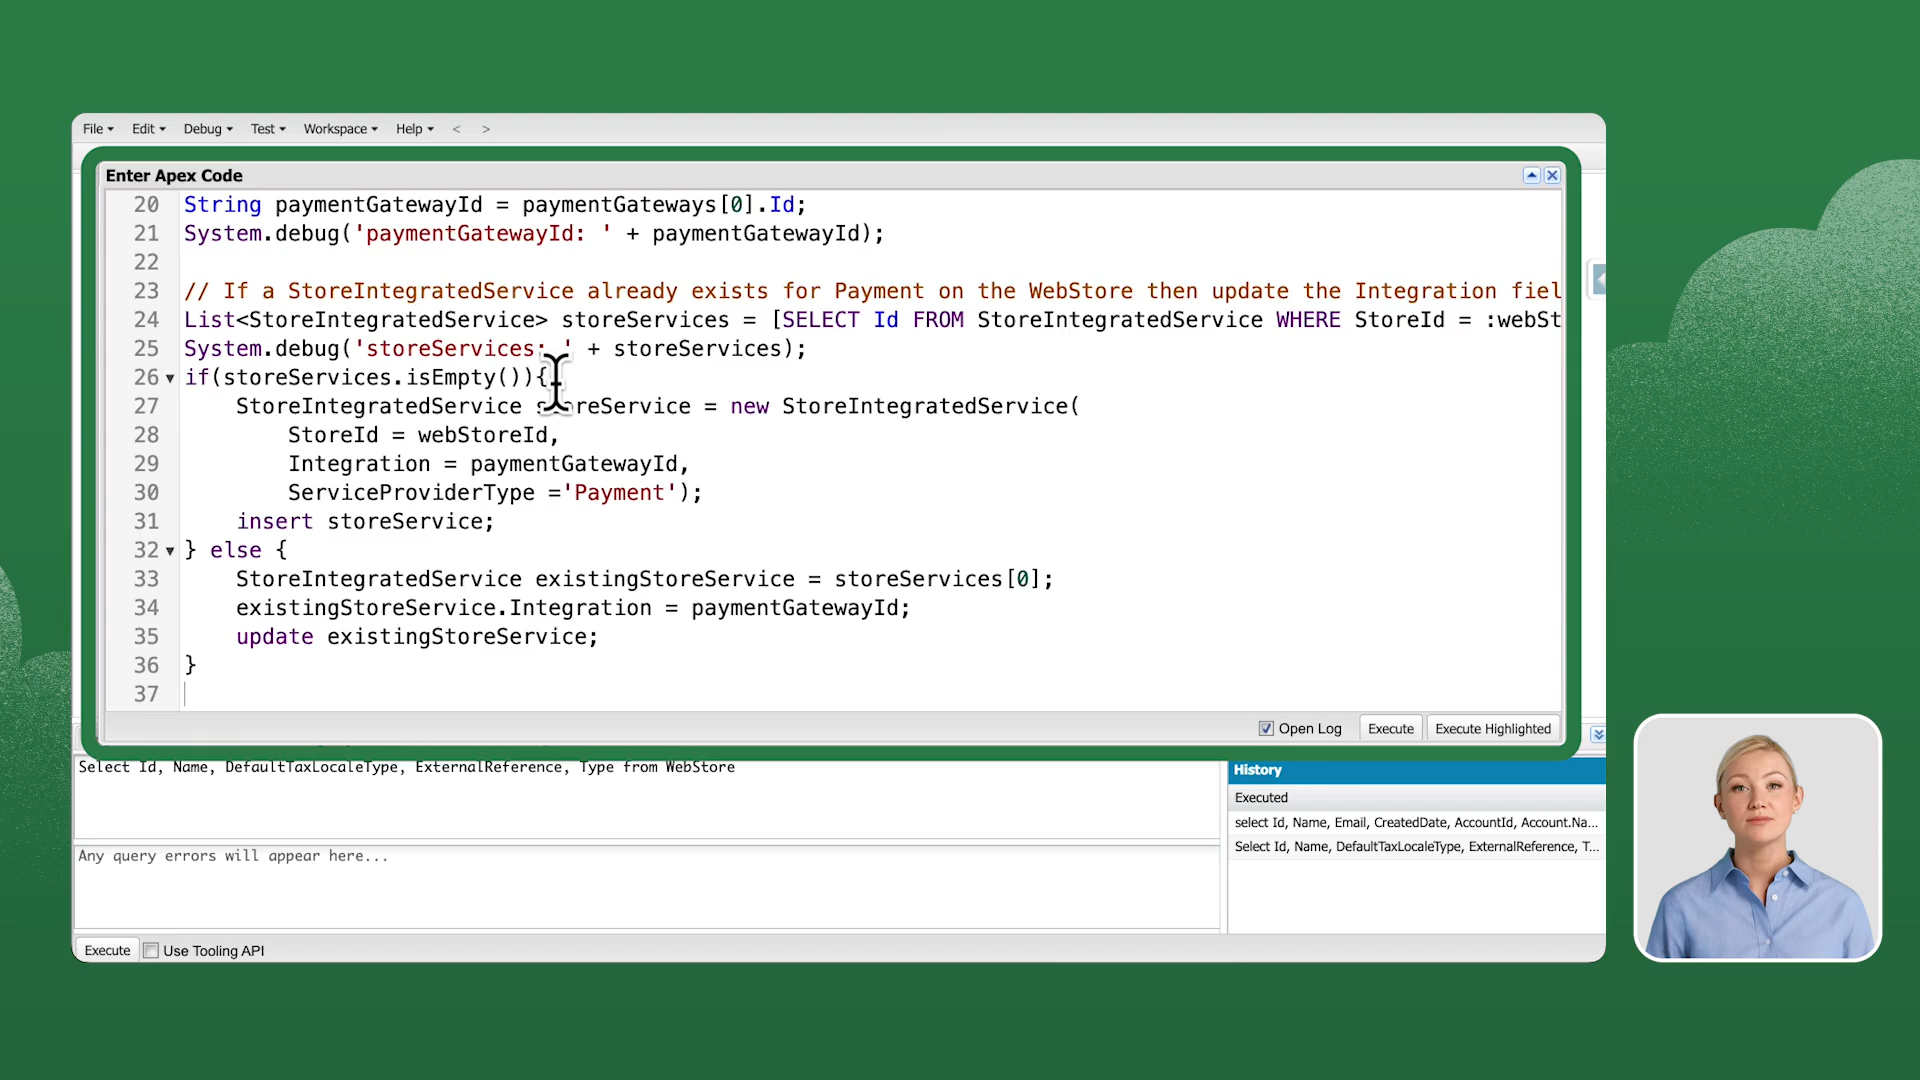 File Edit Debug Test Workspace Help < >
Enter Apex Code
20 String paymentGatewayId = paymentGateways[0].Id;
21 System.debug('paymentGatewayId: ' + paymentGatewayId);
22
23 // If a StoreIntegratedService already exists for Payment on the WebStore then update the Integration fiel
24 List<StoreIntegratedService> storeServices = [SELECT Id FROM StoreIntegratedService WHERE StoreId = :webSt
25 System.debug('storeServices: ' + storeServices);
26 if(storeServices.isEmpty()){
27 StoreIntegratedService storeService = new StoreIntegratedService(
28 StoreId = webStoreId,
29 Integration = paymentGatewayId,
30 ServiceProviderType ='Payment');
31 insert storeService;
32 } else {
33 StoreIntegratedService existingStoreService = storeServices[0];
34 existingStoreService.Integration = paymentGatewayId;
35 update existingStoreService;
36 }
37
Open Log Execute Execute Highlighted
Select Id, Name, DefaultTaxLocaleType, ExternalReference, Type from WebStore
Any query errors will appear here...
History
Executed
select Id, Name, Email, CreatedDate, AccountId, Account.Na...
Select Id, Name, DefaultTaxLocaleType, ExternalReference, T...
Execute Use Tooling API